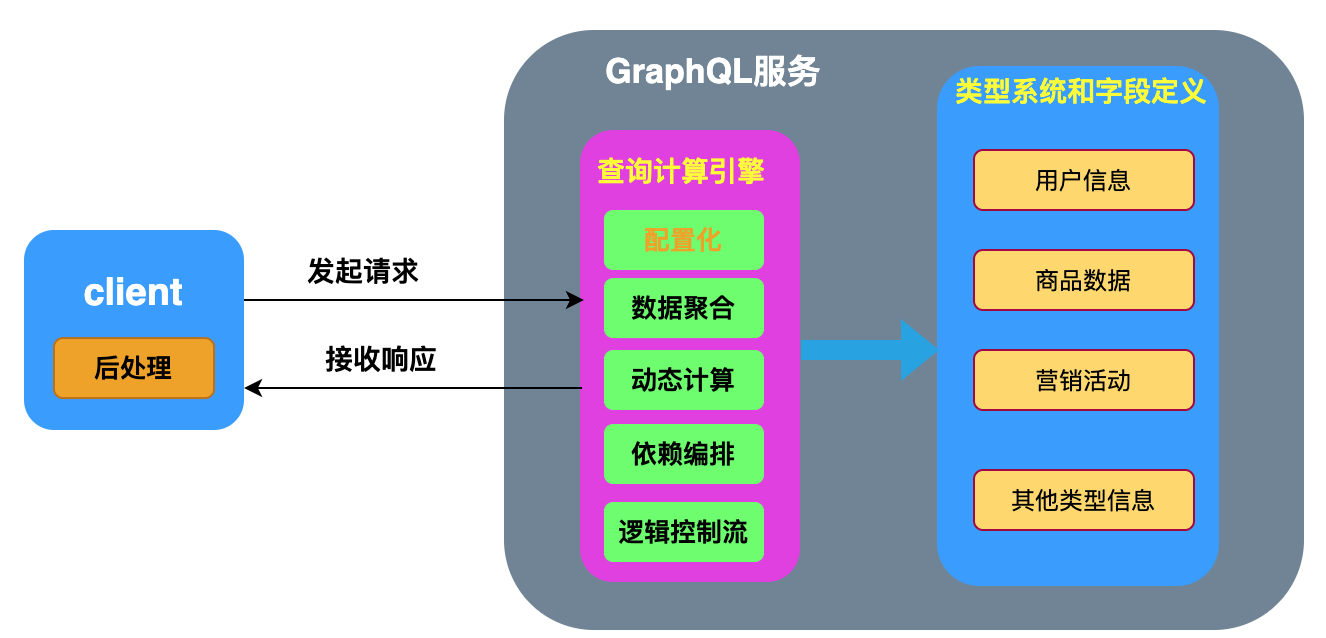 GraphQL服务
client
后处理
发起请求
接收响应
查询计算引擎
配置化
数据聚合
动态计算
依赖编排
逻辑控制流
类型系统和字段定义
用户信息
商品数据
营销活动
其他类型信息